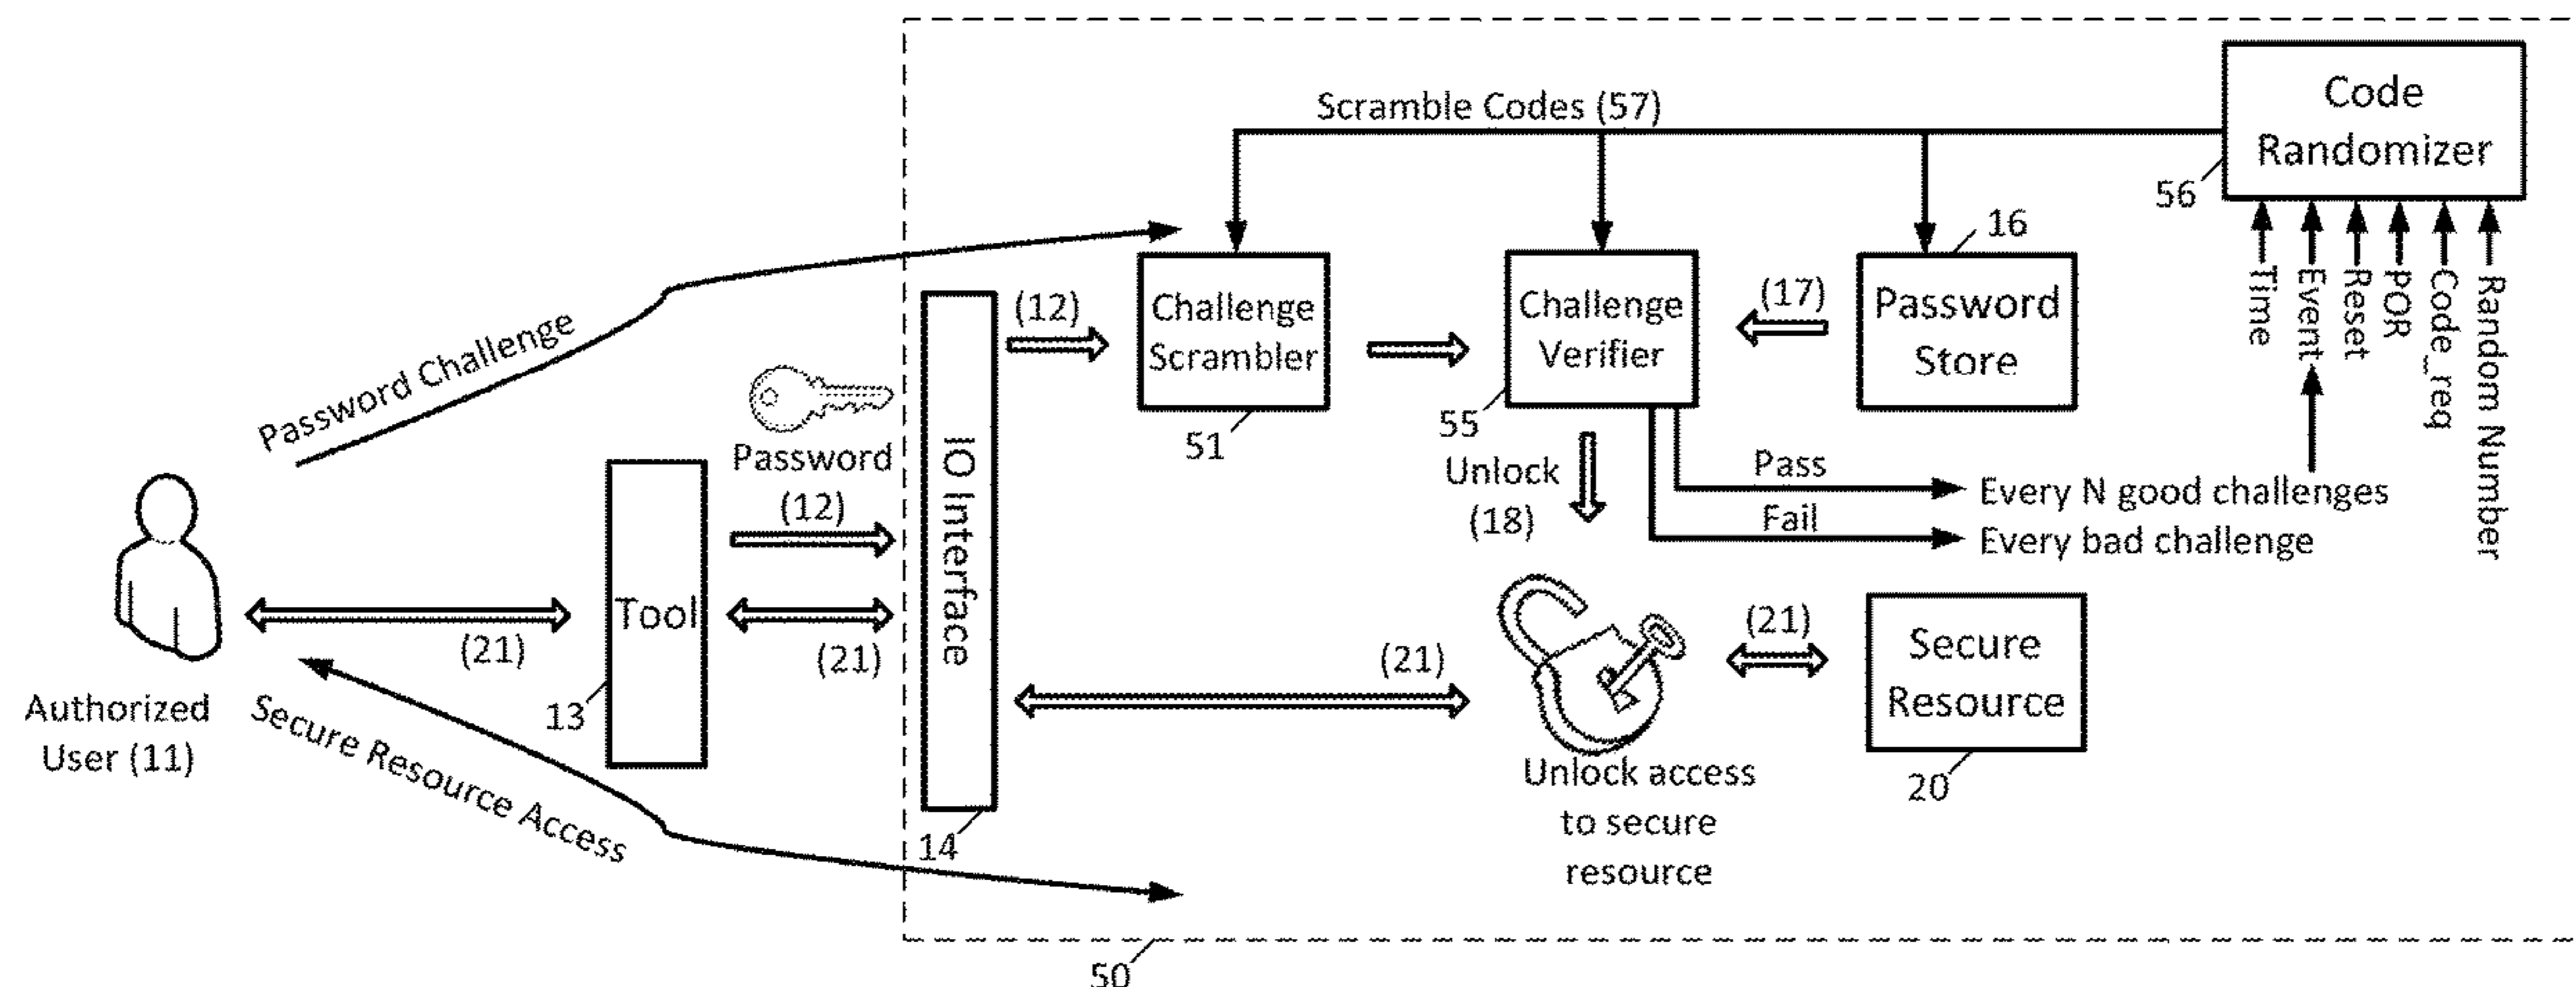 Code
Randomizer
56
Scramble Codes (57)
Time
Event
Reset
POR
Code_req
Random Number
16
Password Challenge
(12)
Challenge
Scrambler
51
Challenge
Verifier
55
(17)
Password
Store
Password
(12)
IO Interface
14
Unlock
(18)
Pass
Fail
Every N good challenges
Every bad challenge
Authorized
User (11)
(21)
Tool
13
(21)
Secure Resource Access
(21)
Unlock access
to secure
resource
(21)
Secure
Resource
20
50